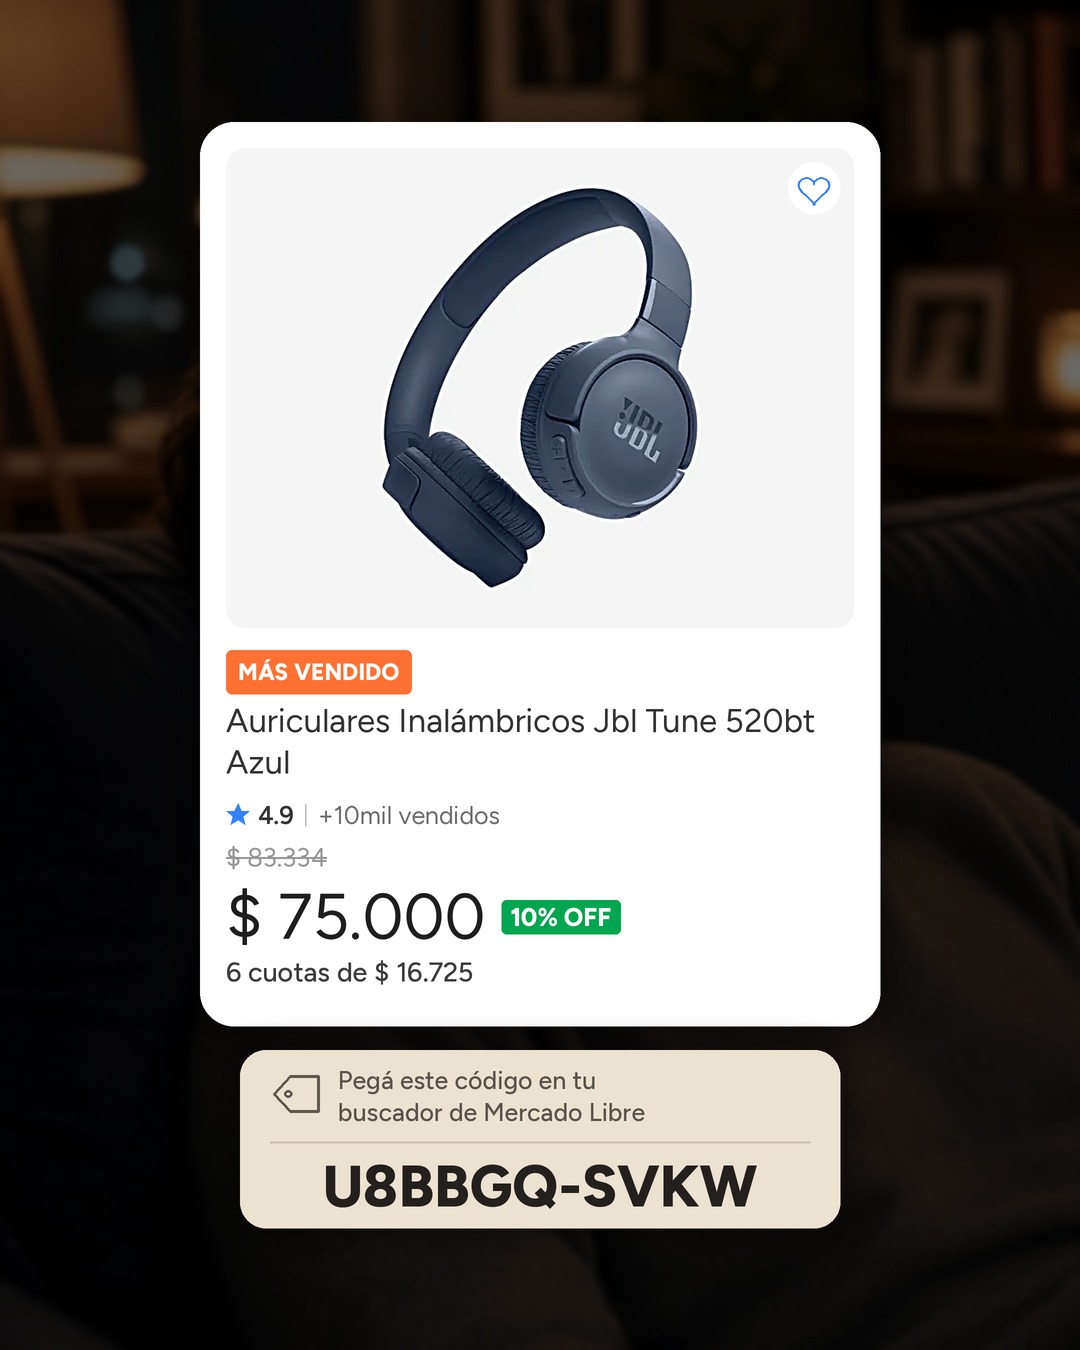 JBL
MÁS VENDIDO
Auriculares Inalámbricos Jbl Tune 520bt
Azul
4.9 | +10mil vendidos
$ 83.334
$ 75.000 10% OFF
6 cuotas de $ 16.725
Pegá este código en tu
buscador de Mercado Libre
U8BBGQ-SVKW